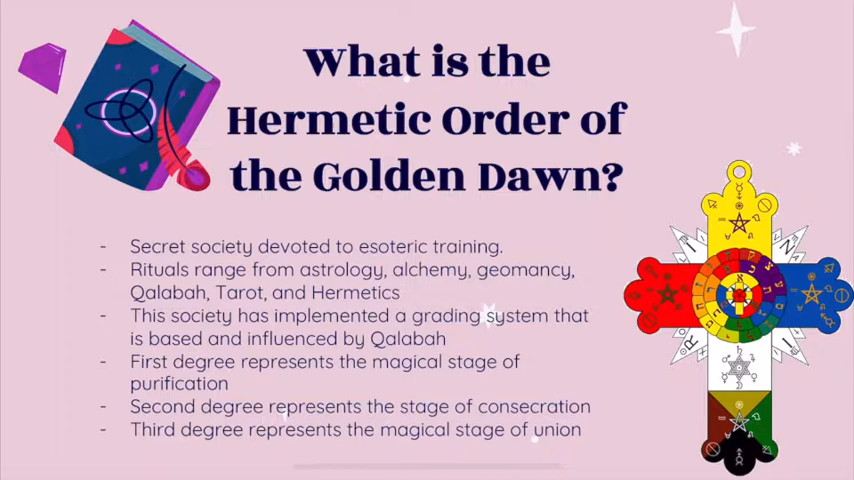 What is the
Hermetic Order of
the Golden Dawn?
- Secret society devoted to esoteric training.
- Rituals range from astrology, alchemy, geomancy,
Qalabah, Tarot, and Hermetics
- This society has implemented a grading system that
is based and influenced by Qalabah
- First degree represents the magical stage of
purification
- Second degree represents the stage of consecration
- Third degree represents the magical stage of union
I N
R I